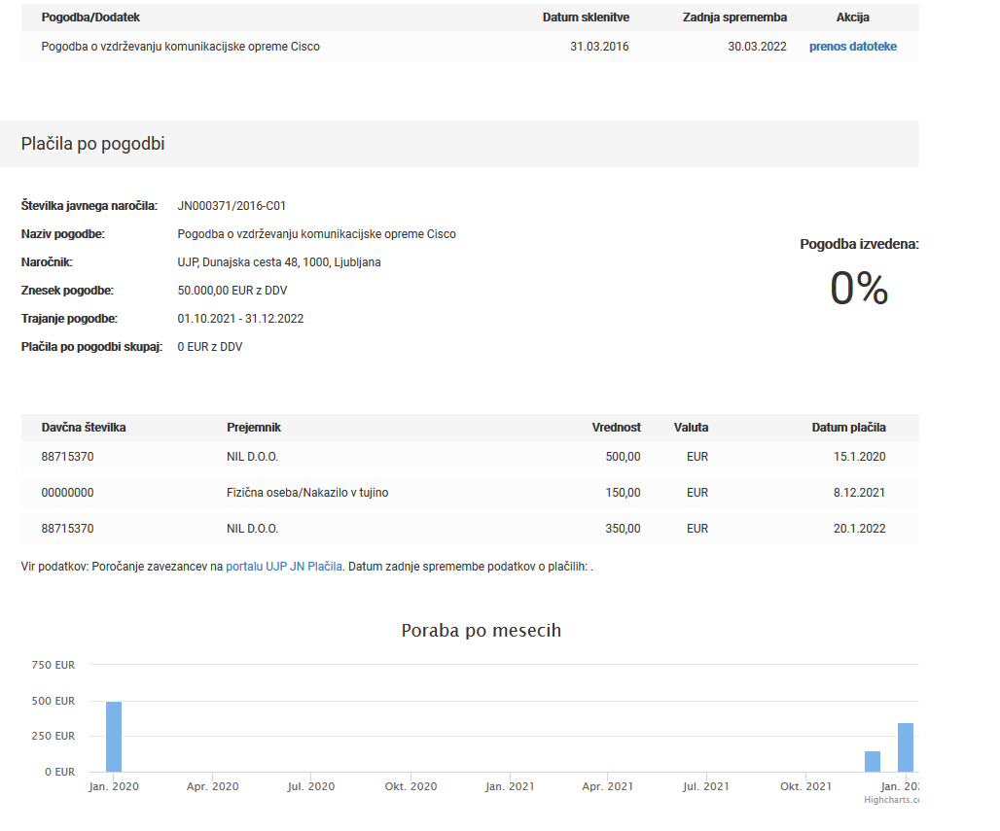 Pogodba/Dodatek Datum sklenitve Zadnja sprememba Akcija
Pogodba o vzdrževanju komunikacijske opreme Cisco 31.03.2016 30.03.2022 prenos datoteke
Plačila po pogodbi
Številka javnega naročila: JN000371/2016-C01
Naziv pogodbe: Pogodba o vzdrževanju komunikacijske opreme Cisco
Naročnik: UJP, Dunajska cesta 48, 1000, Ljubljana
Znesek pogodbe: 50.000,00 EUR z DDV
Trajanje pogodbe: 01.10.2021 - 31.12.2022
Plačila po pogodbi skupaj: 0 EUR z DDV
Pogodba izvedena:
0%
Davčna številka Prejemnik Vrednost Valuta Datum plačila
88715370 NIL D.O.O. 500,00 EUR 15.1.2020
00000000 Fizična oseba/Nakazilo v tujino 150,00 EUR 8.12.2021
88715370 NIL D.O.O. 350,00 EUR 20.1.2022
Vir podatkov: Poročanje zavezancev na portalu UJP JN Plačila. Datum zadnje spremembe podatkov o plačilih: .
Poraba po mesecih
750 EUR
500 EUR
250 EUR
0 EUR
Jan. 2020 Apr. 2020 Jul. 2020 Okt. 2020 Jan. 2021 Apr. 2021 Jul. 2021 Okt. 2021 Jan. 202
Highcharts.co